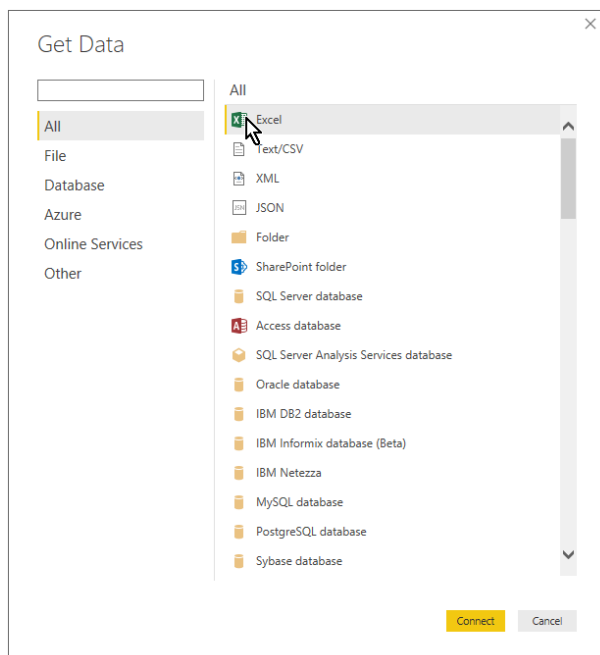 Get Data
All
File
Database
Azure
Online Services
Other
All
Excel
Text/CSV
XML
JSON
Folder
SharePoint folder
SQL Server database
Access database
SQL Server Analysis Services database
Oracle database
IBM DB2 database
IBM Informix database (Beta)
IBM Netezza
MySQL database
PostgreSQL database
Sybase database
Connect
Cancel